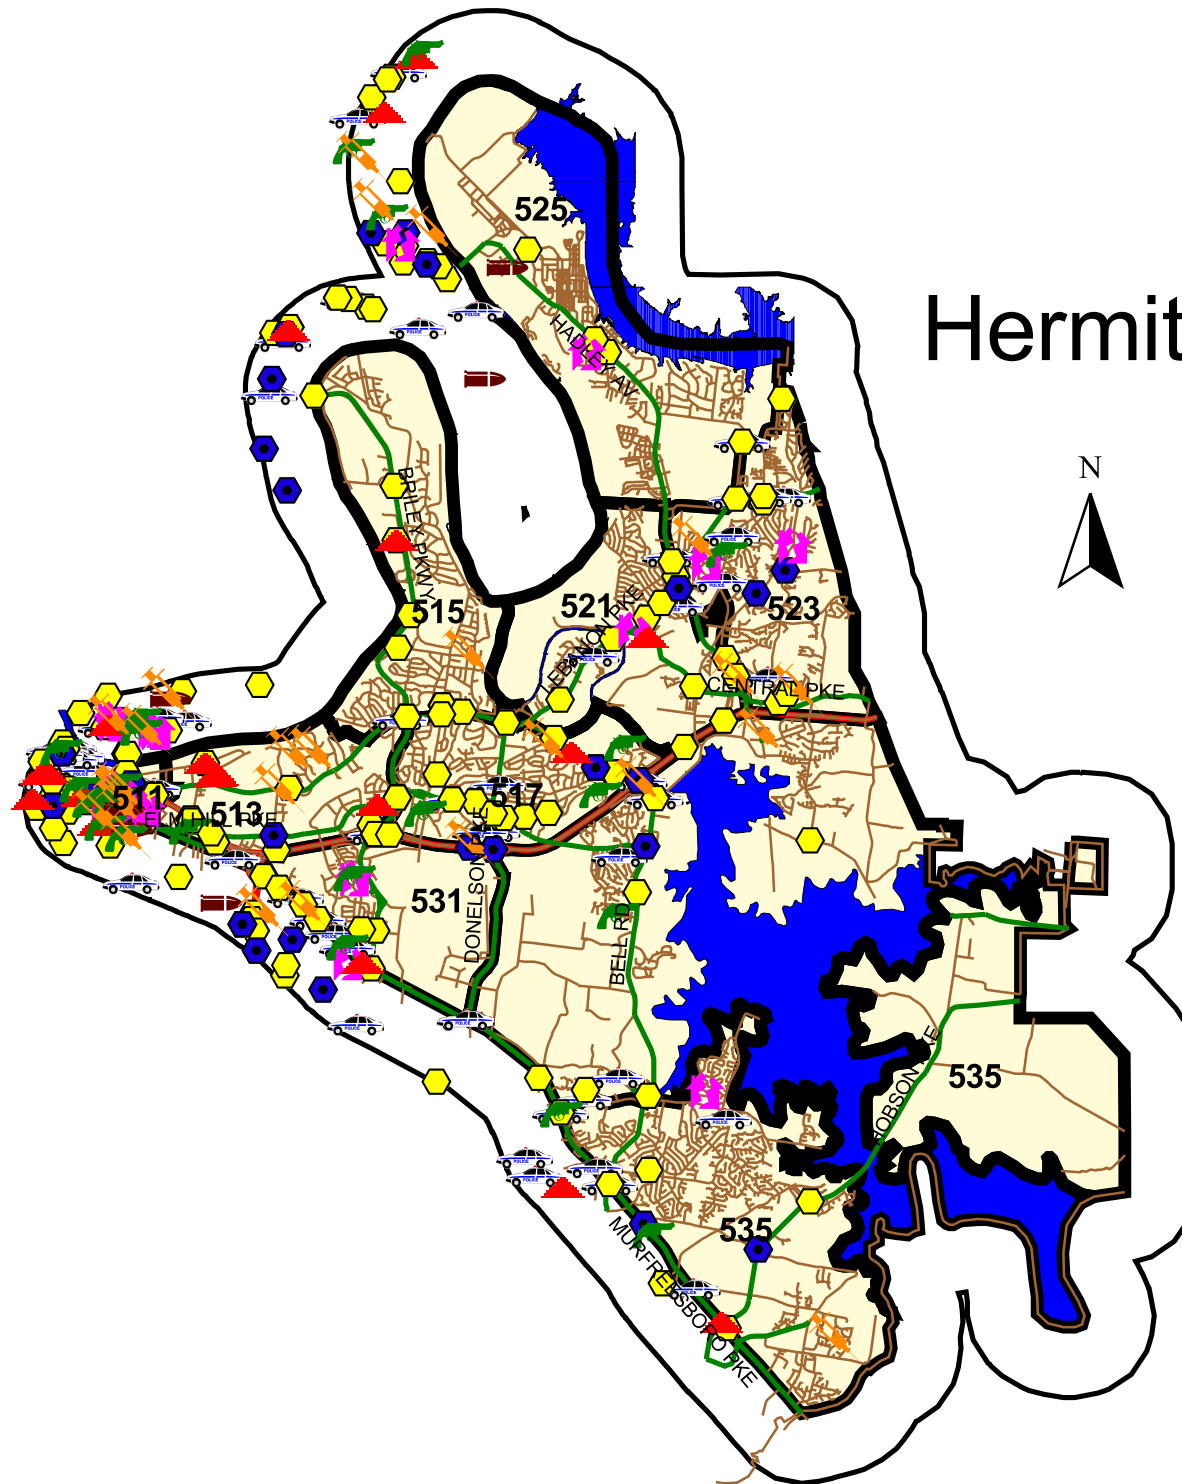 525
Hermit
HADLEY AV
N
BRILEY PKWY
515
521
LEBANON PKE
523
CENTRAL PKE
511
513
ELM HILL PKE
517
531
DONELSON PKE
BELL RD
HOBSON PKE
535
535
MURFREESBORO PKE